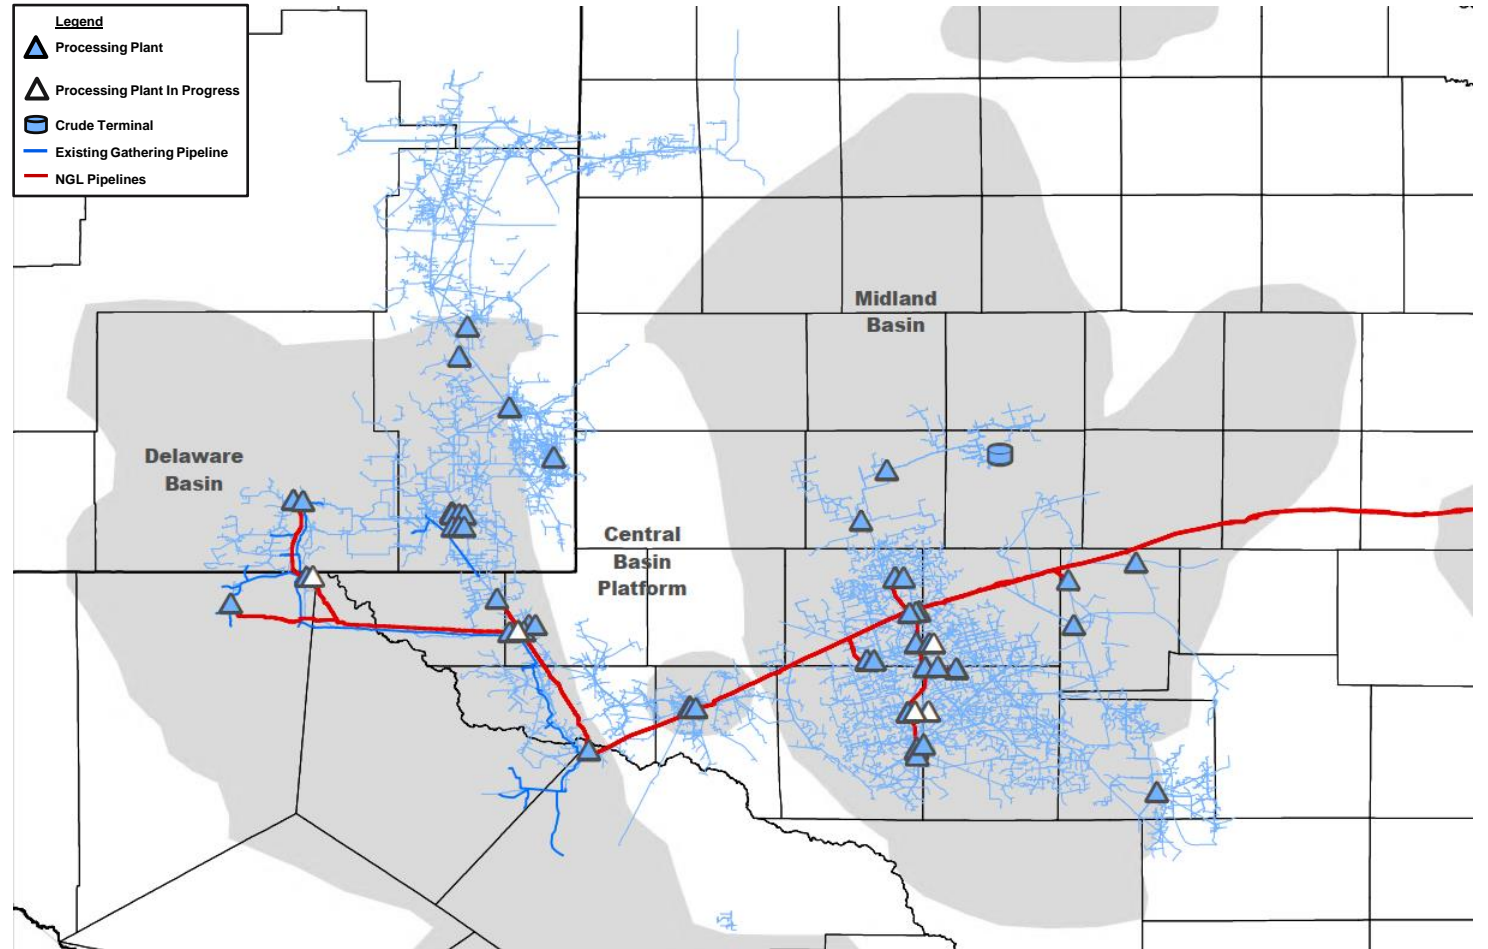 Legend
Processing Plant
Processing Plant In Progress
Crude Terminal
Existing Gathering Pipeline
NGL Pipelines
Midland
Basin
Delaware
Basin
Central
Basin
Platform